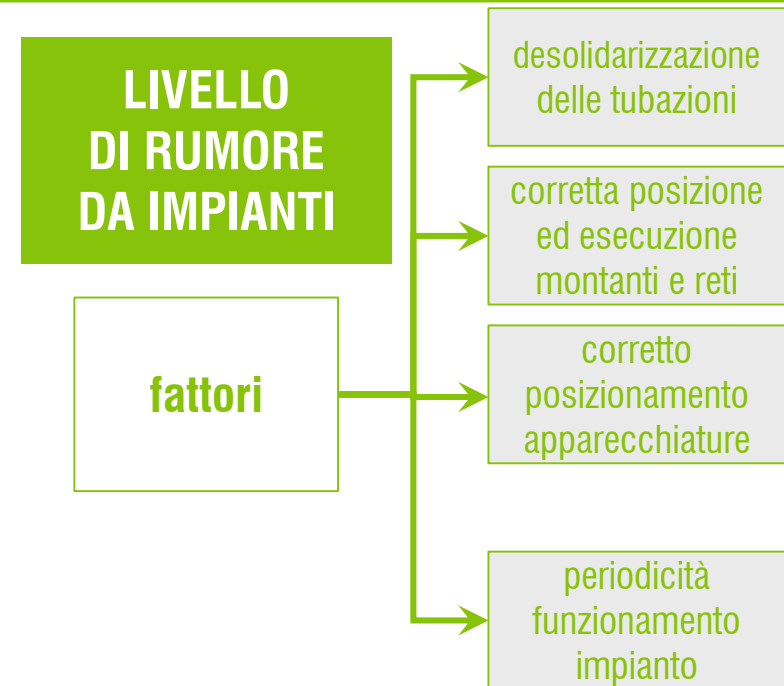 LIVELLO
DI RUMORE
DA IMPIANTI
fattori
desolidarizzazione
delle tubazioni
corretta posizione
ed esecuzione
montanti e reti
corretto
posizionamento
apparecchiature
periodicità
funzionamento
impianto